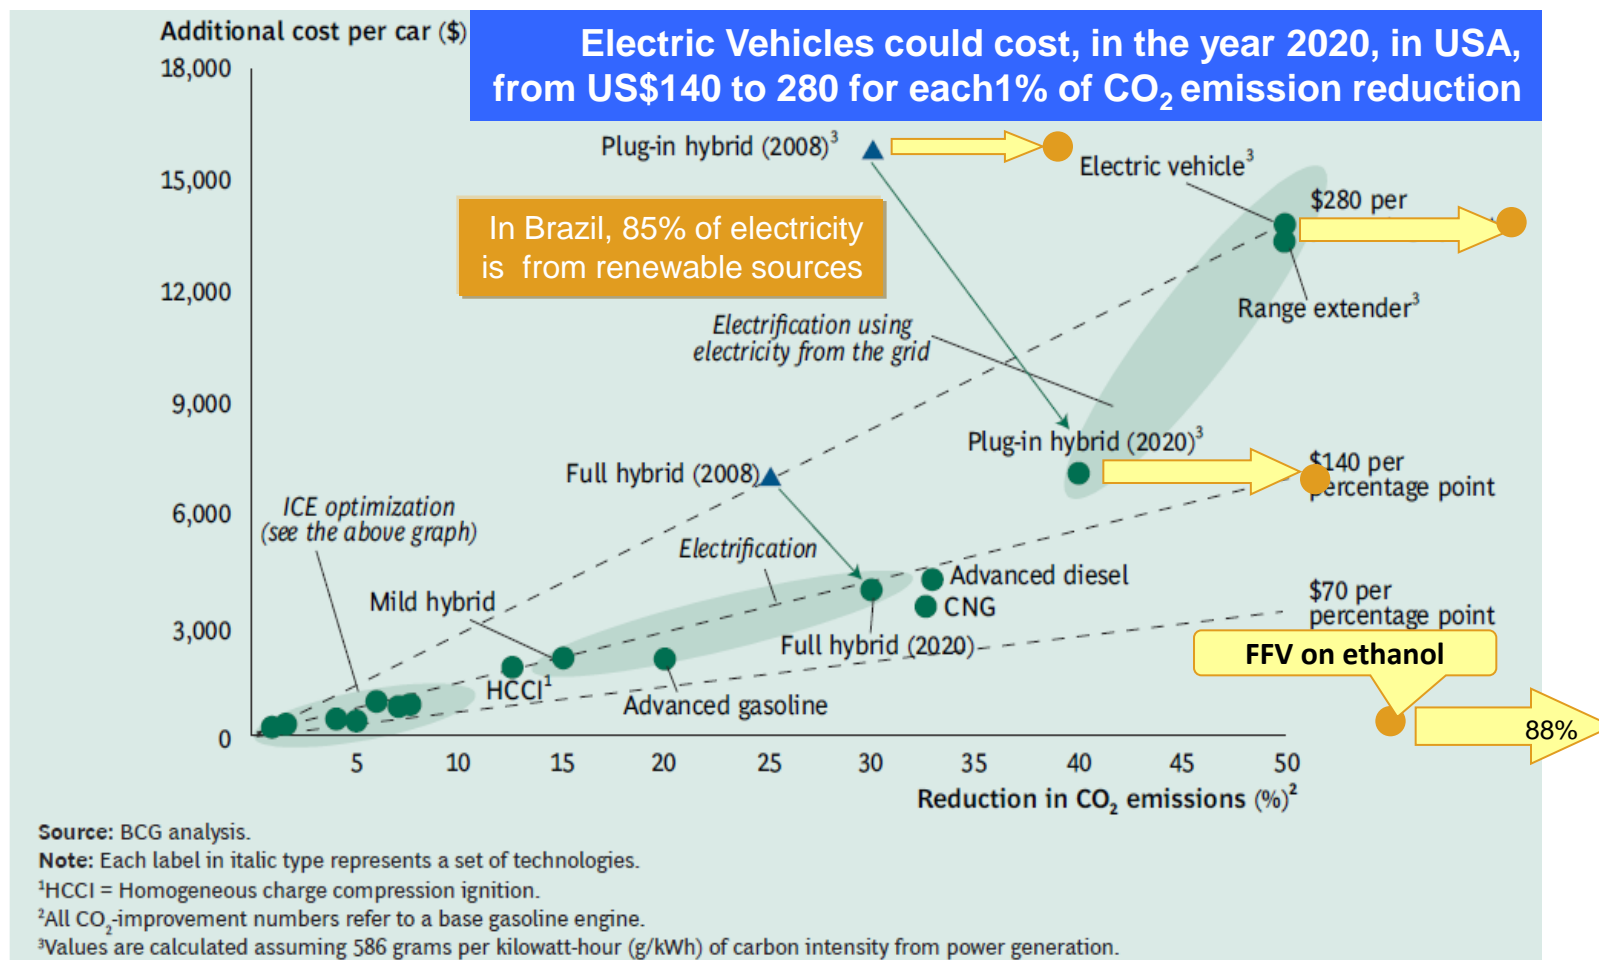 Additional cost per car ($)
Electric Vehicles could cost, in the year 2020, in USA,
from US$140 to 280 for each1% of CO₂ emission reduction
18,000
15,000
12,000
9,000
6,000
3,000
0
Plug-in hybrid (2008)³
Electric vehicle³
$280 per
In Brazil, 85% of electricity
is from renewable sources
Range extender³
Electrification using
electricity from the grid
Plug-in hybrid (2020)³
$140 per
percentage point
Full hybrid (2008)
ICE optimization
(see the above graph)
Electrification
Advanced diesel
CNG
Mild hybrid
$70 per
percentage point
Full hybrid (2020)
FFV on ethanol
HCCI¹
Advanced gasoline
88%
5 10 15 20 25 30 35 40 45 50
Reduction in CO₂ emissions (%)²
Source: BCG analysis.
Note: Each label in italic type represents a set of technologies.
¹HCCI = Homogeneous charge compression ignition.
²All CO₂-improvement numbers refer to a base gasoline engine.
³Values are calculated assuming 586 grams per kilowatt-hour (g/kWh) of carbon intensity from power generation.